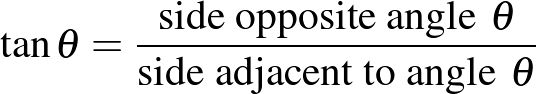 tan θ = side opposite angle θ / side adjacent to angle θ